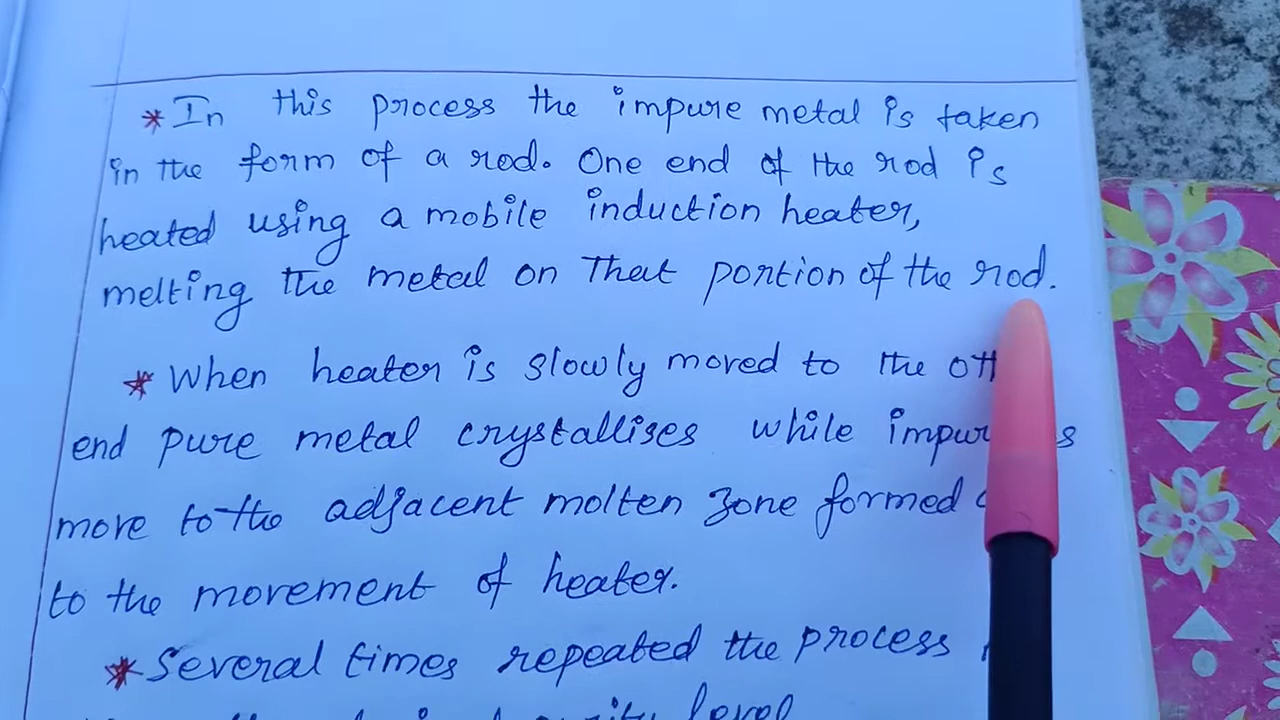 * In this process the impure metal is taken
in the form of a rod. One end of the rod is
heated using a mobile induction heater,
melting the metal on that portion of the rod.
* When heater is slowly moved to the
end pure metal crystallises while
more to the adjacent molten zone formed
to the movement of heater.
* Several times repeated the process
level